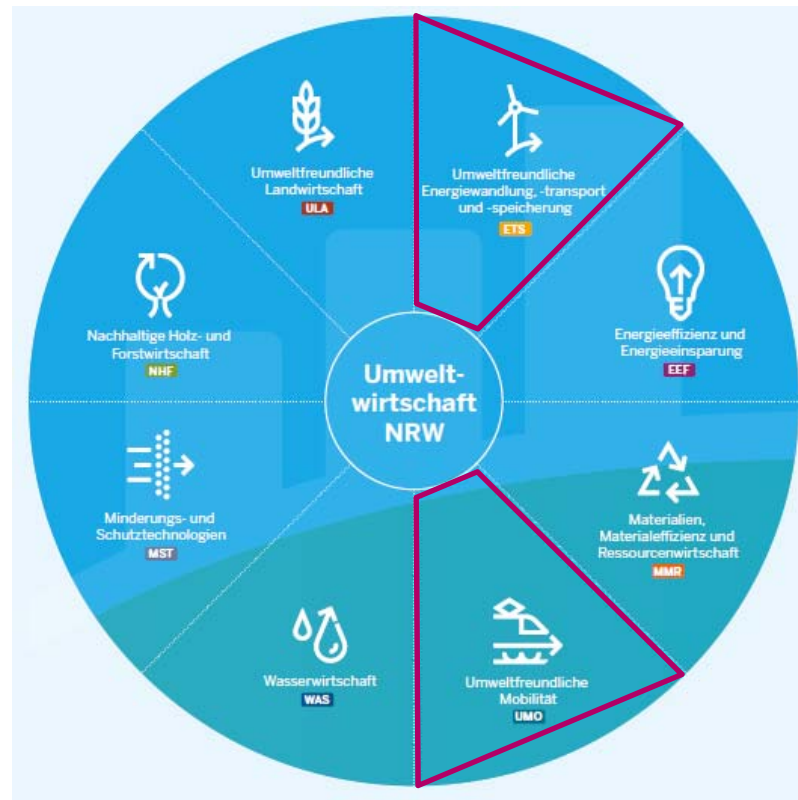 Umweltfreundliche
Landwirtschaft
ULA
Umweltfreundliche
Energiewandlung, -transport
und -speicherung
ETS
Nachhaltige Holz- und
Forstwirtschaft
NHF
Energieeffizienz und
Energieeinsparung
EEF
Umwelt-
wirtschaft
NRW
Minderungs- und
Schutztechnologien
MST
Materialien,
Materialeffizienz und
Ressourcenwirtschaft
MMR
Wasserwirtschaft
WAS
Umweltfreundliche
Mobilität
UMO